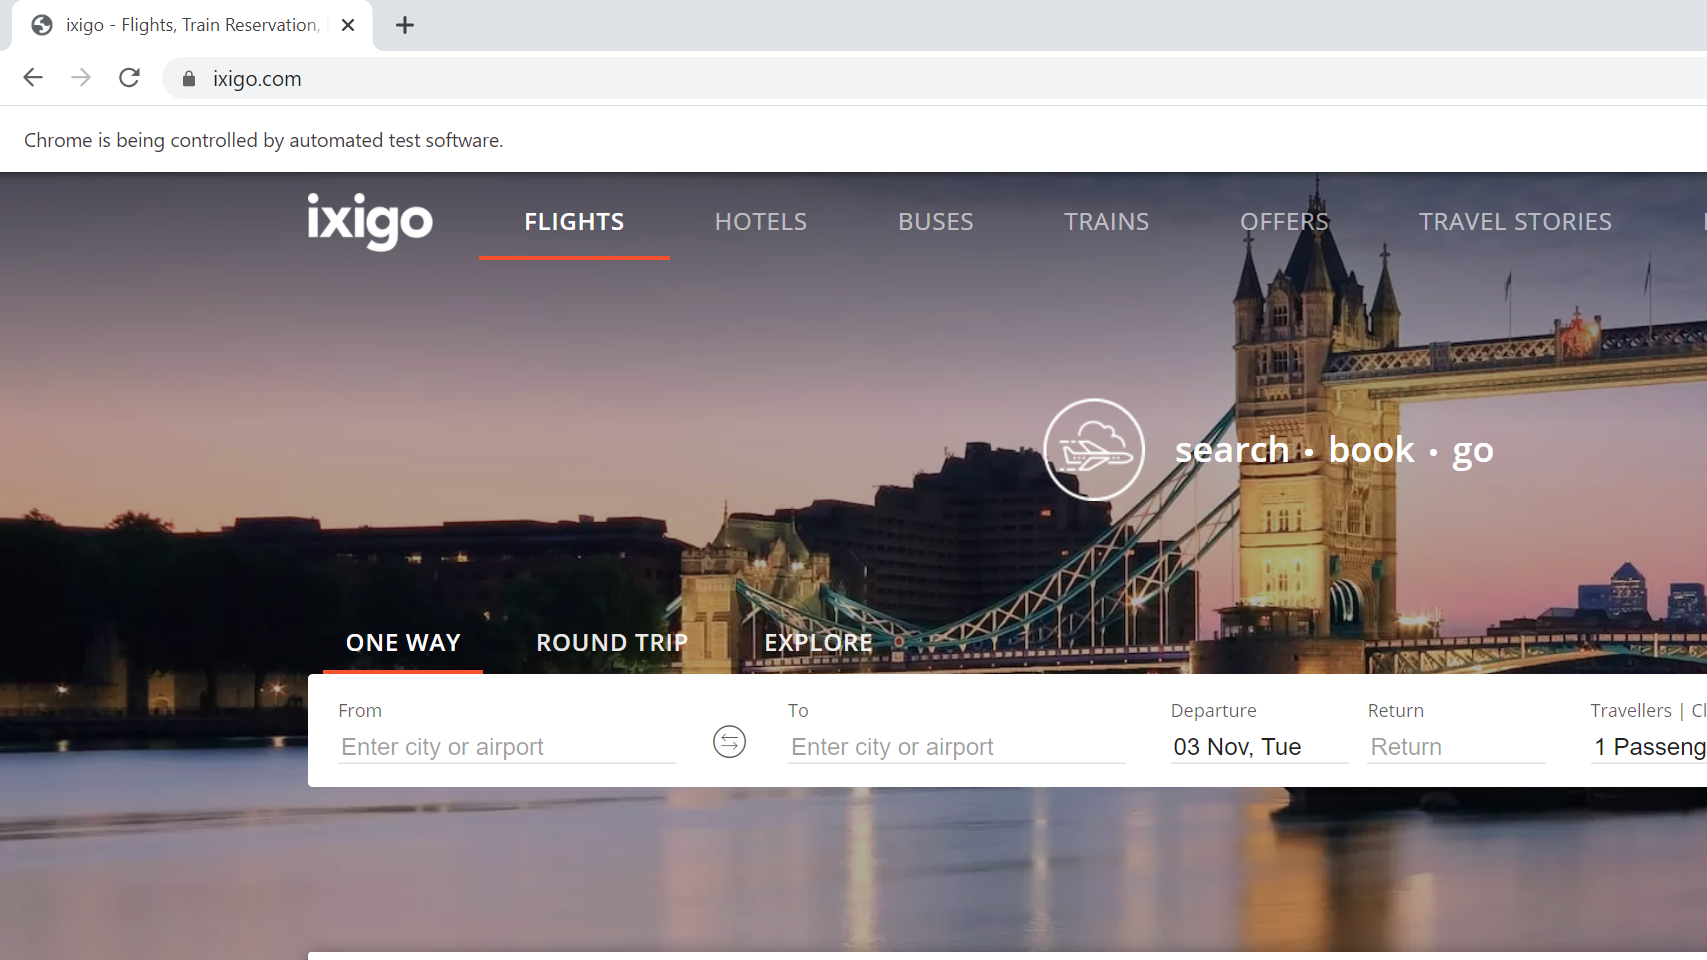 ixigo - Flights, Train Reservation,
ixigo.com
Chrome is being controlled by automated test software.
ixigo FLIGHTS HOTELS BUSES TRAINS OFFERS TRAVEL STORIES
search • book • go
ONE WAY ROUND TRIP EXPLORE
From To Departure Return Travellers | Cl
Enter city or airport Enter city or airport 03 Nov, Tue Return 1 Passeng